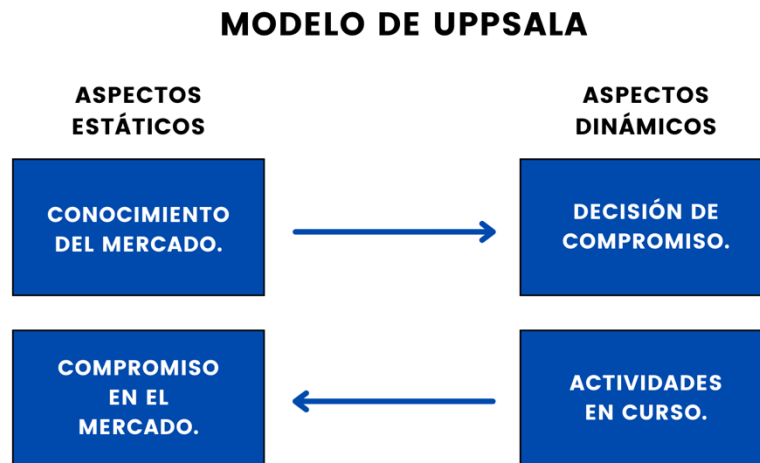 MODELO DE UPPSALA
ASPECTOS
ESTÁTICOS
ASPECTOS
DINÁMICOS
CONOCIMIENTO
DEL MERCADO.
DECISIÓN DE
COMPROMISO.
COMPROMISO
EN EL
MERCADO.
ACTIVIDADES
EN CURSO.